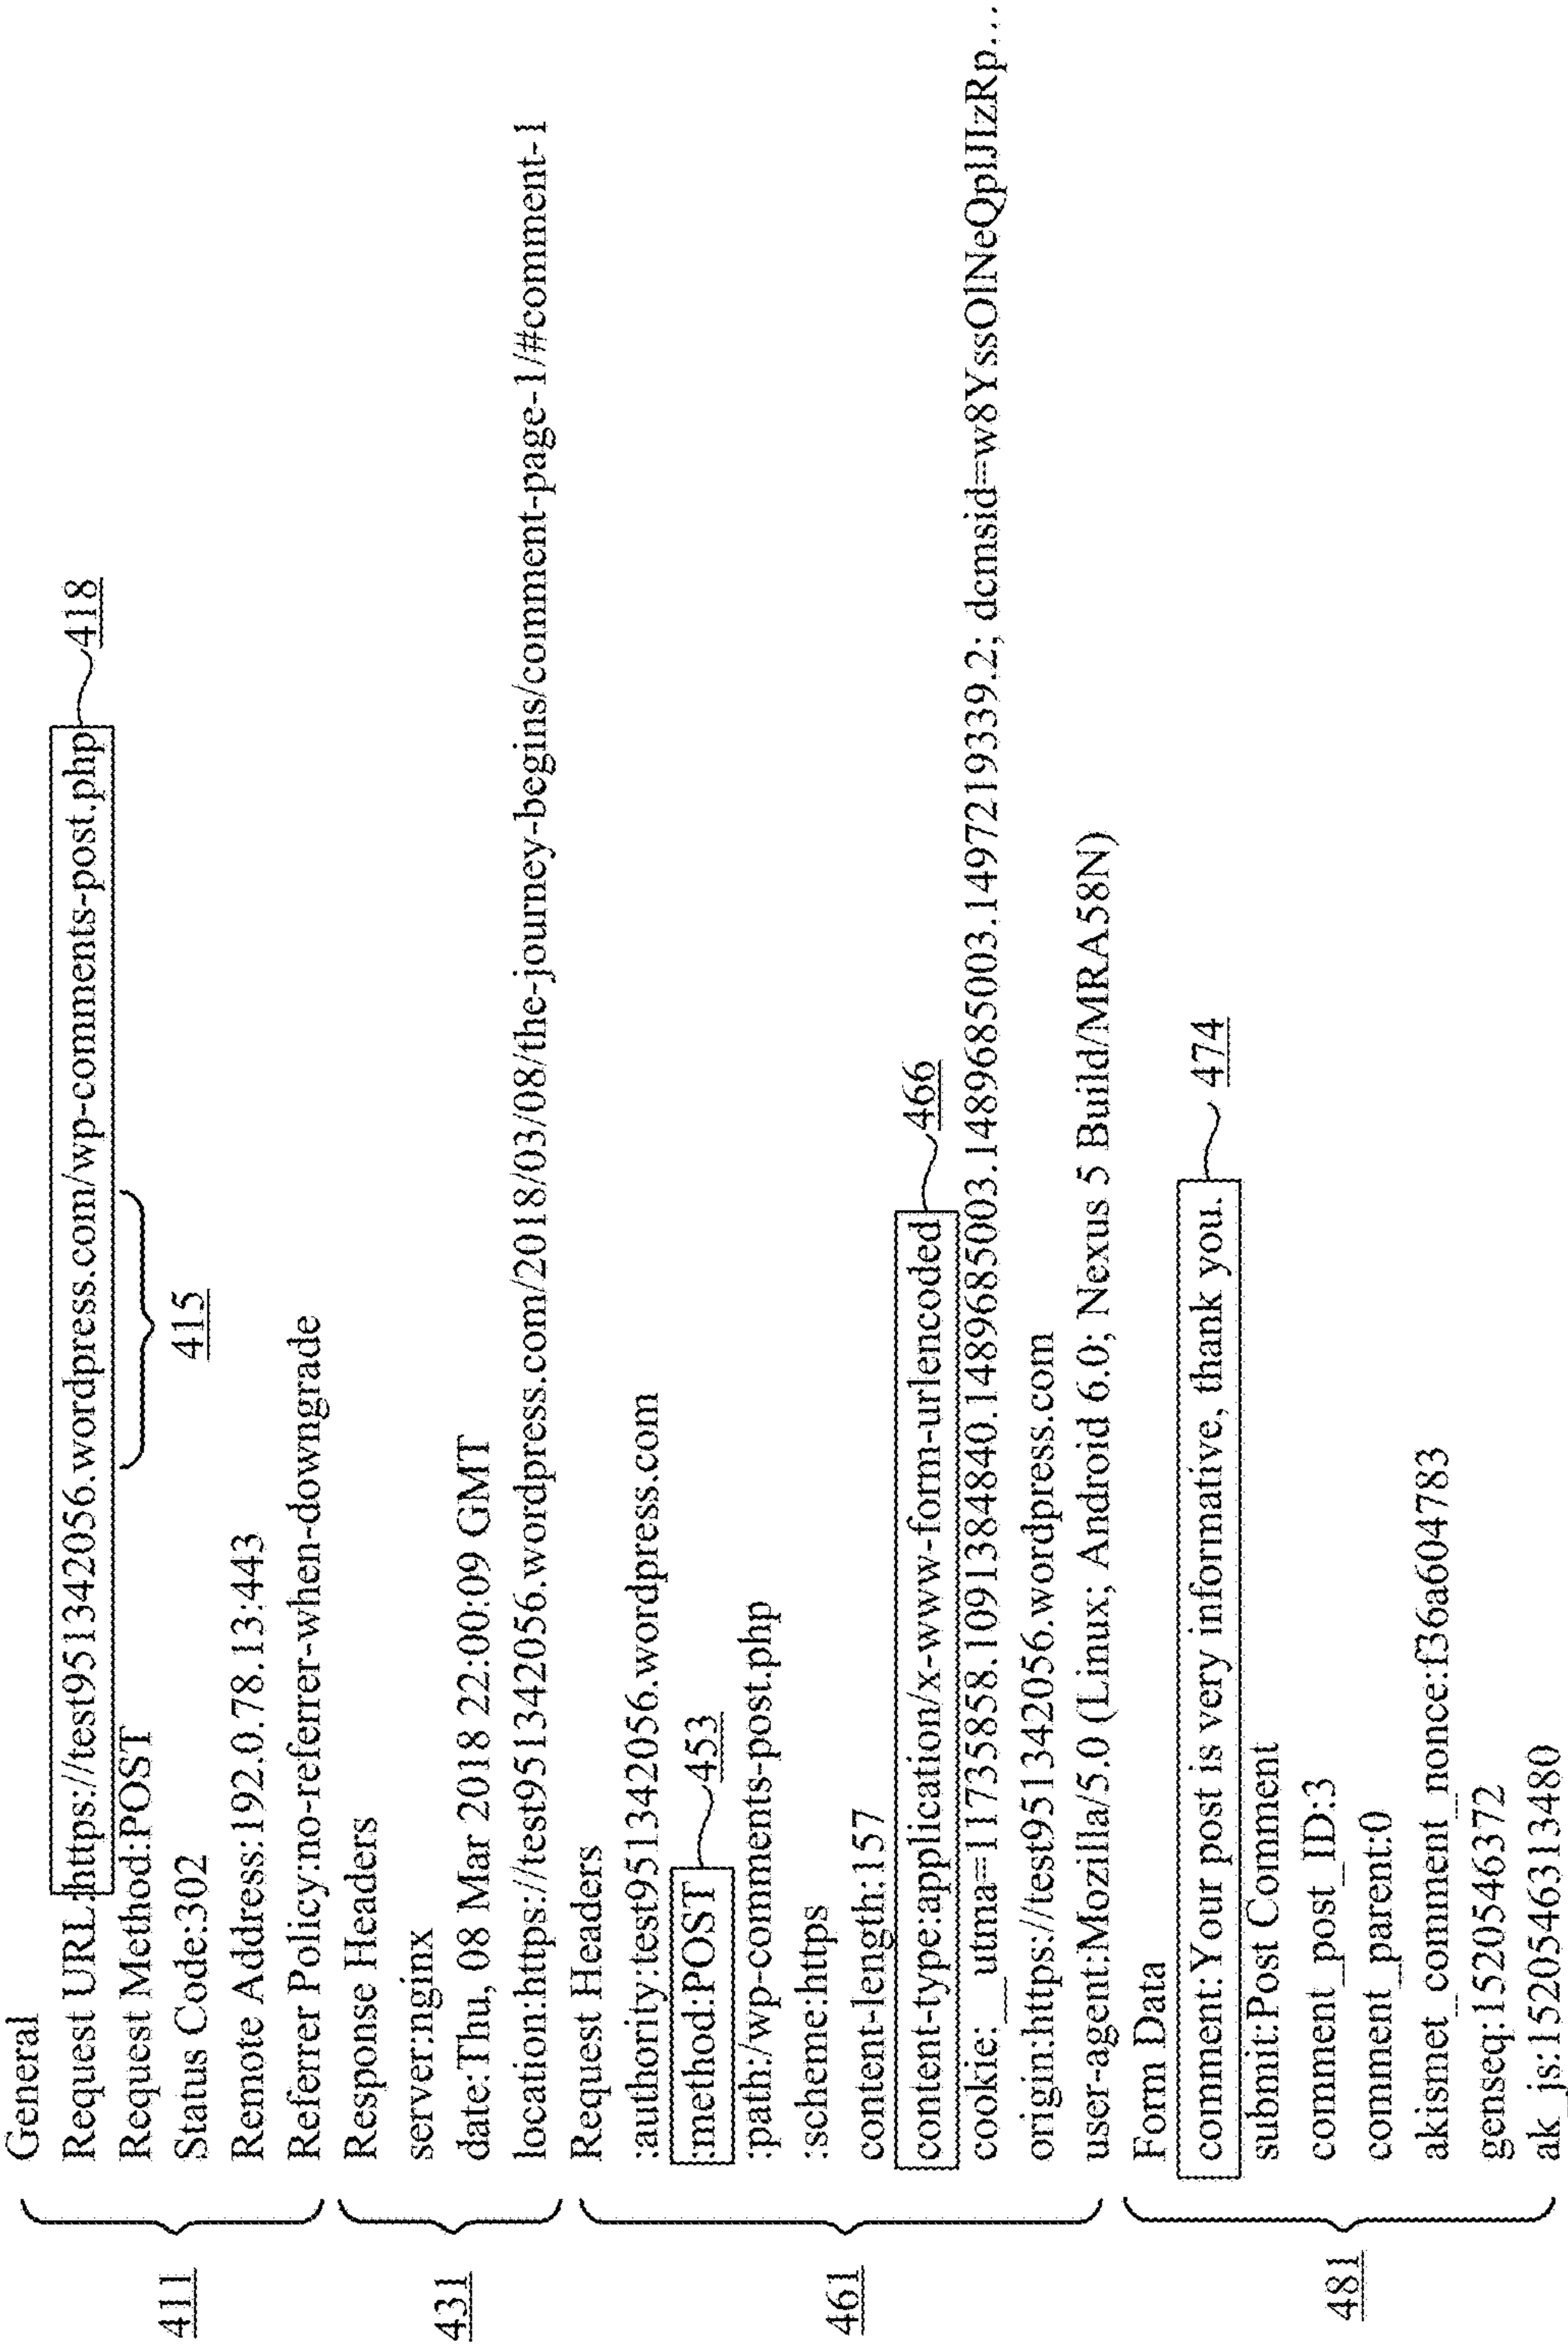 General
Request URL:https://test951342056.wordpress.com/wp-comments-post.php 418
Request Method:POST
415
Status Code:302
Remote Address:192.0.78.13:443
Referrer Policy:no-referrer-when-downgrade
411
Response Headers
server:nginx
date:Thu, 08 Mar 2018 22:00:09 GMT
location:https://test951342056.wordpress.com/2018/03/08/the-journey-begins/comment-page-1/#comment-1
431
Request Headers
:authority:test951342056.wordpress.com
:method:POST 453
:path:/wp-comments-post.php
:scheme:https
content-length:157
content-type:application/x-www-form-urlencoded 466
cookie:__utma=11735858.1091384840.1489685003.1489685003.1497219339.2; dcmsid=w8YssOlNeQplJIzRp...
origin:https://test951342056.wordpress.com
user-agent:Mozilla/5.0 (Linux; Android 6.0; Nexus 5 Build/MRA58N)
461
Form Data
comment:Your post is very informative, thank you. 474
submit:Post Comment
comment_post_ID:3
comment_parent:0
akismet_comment_nonce:f36a604783
genseq:1520546372
ak_js:1520546313480
481